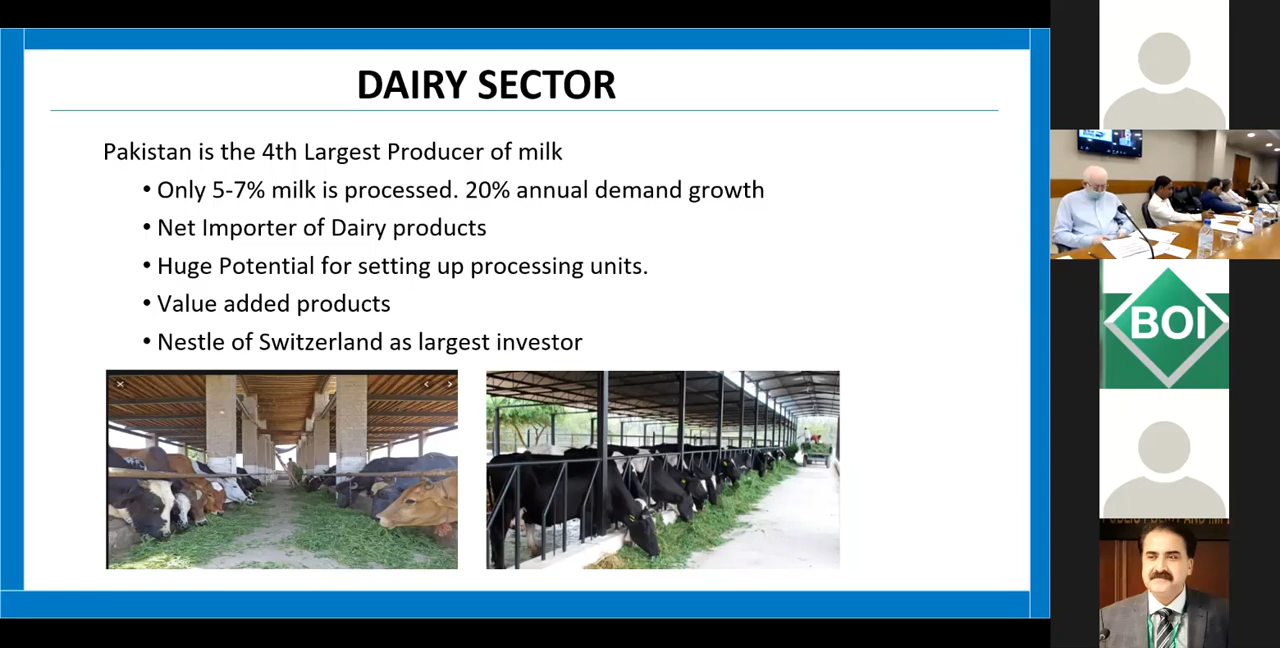 DAIRY SECTOR
Pakistan is the 4th Largest Producer of milk
• Only 5-7% milk is processed. 20% annual demand growth
• Net Importer of Dairy products
• Huge Potential for setting up processing units.
• Value added products
• Nestle of Switzerland as largest investor
BOI